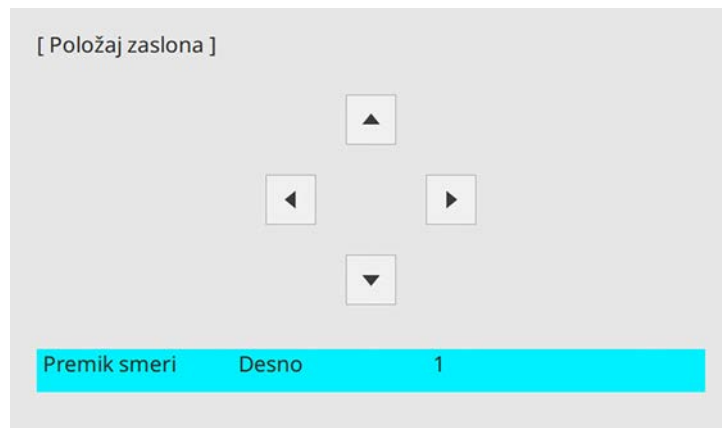 [ Položaj zaslona ]
Premik smeri Desno 1